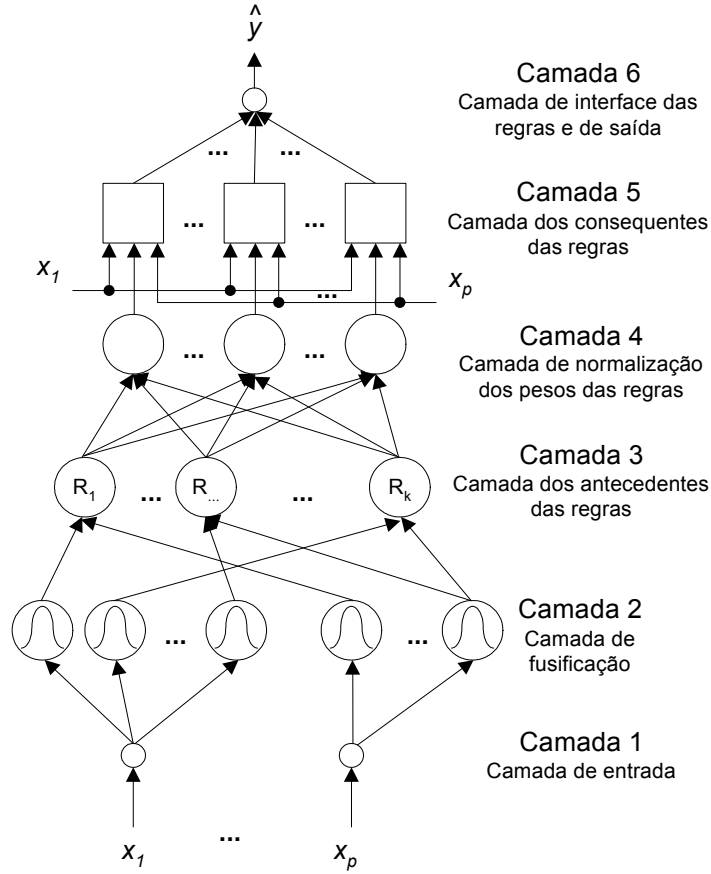 ŷ
Camada 6
Camada de interface das
regras e de saída
... ...
Camada 5
Camada dos consequentes
das regras
... ...
x1
...
xp
Camada 4
Camada de normalização
dos pesos das regras
... ...
Camada 3
Camada dos antecedentes
das regras
R1 ... R... ... Rk
Camada 2
Camada de
fusificação
... ...
Camada 1
Camada de entrada
...
x1 xp